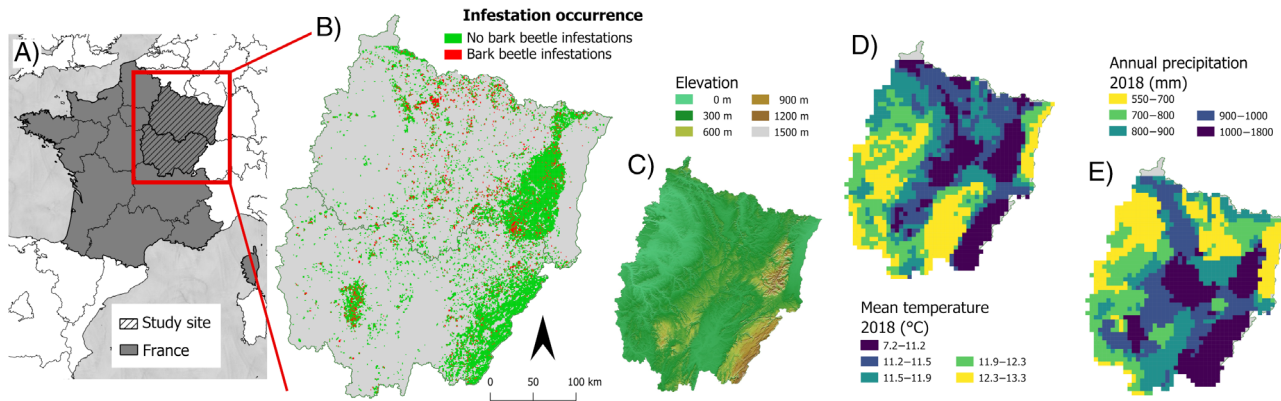 A)
Study site
France
B)
Infestation occurrence
No bark beetle infestations
Bark beetle infestations
0 50 100 km
Elevation
0 m 900 m
300 m 1200 m
600 m 1500 m
C)
D)
Mean temperature
2018 (°C)
7.2–11.2
11.2–11.5 11.9–12.3
11.5–11.9 12.3–13.3
Annual precipitation
2018 (mm)
550–700
700–800 900–1000
800–900 1000–1800
E)